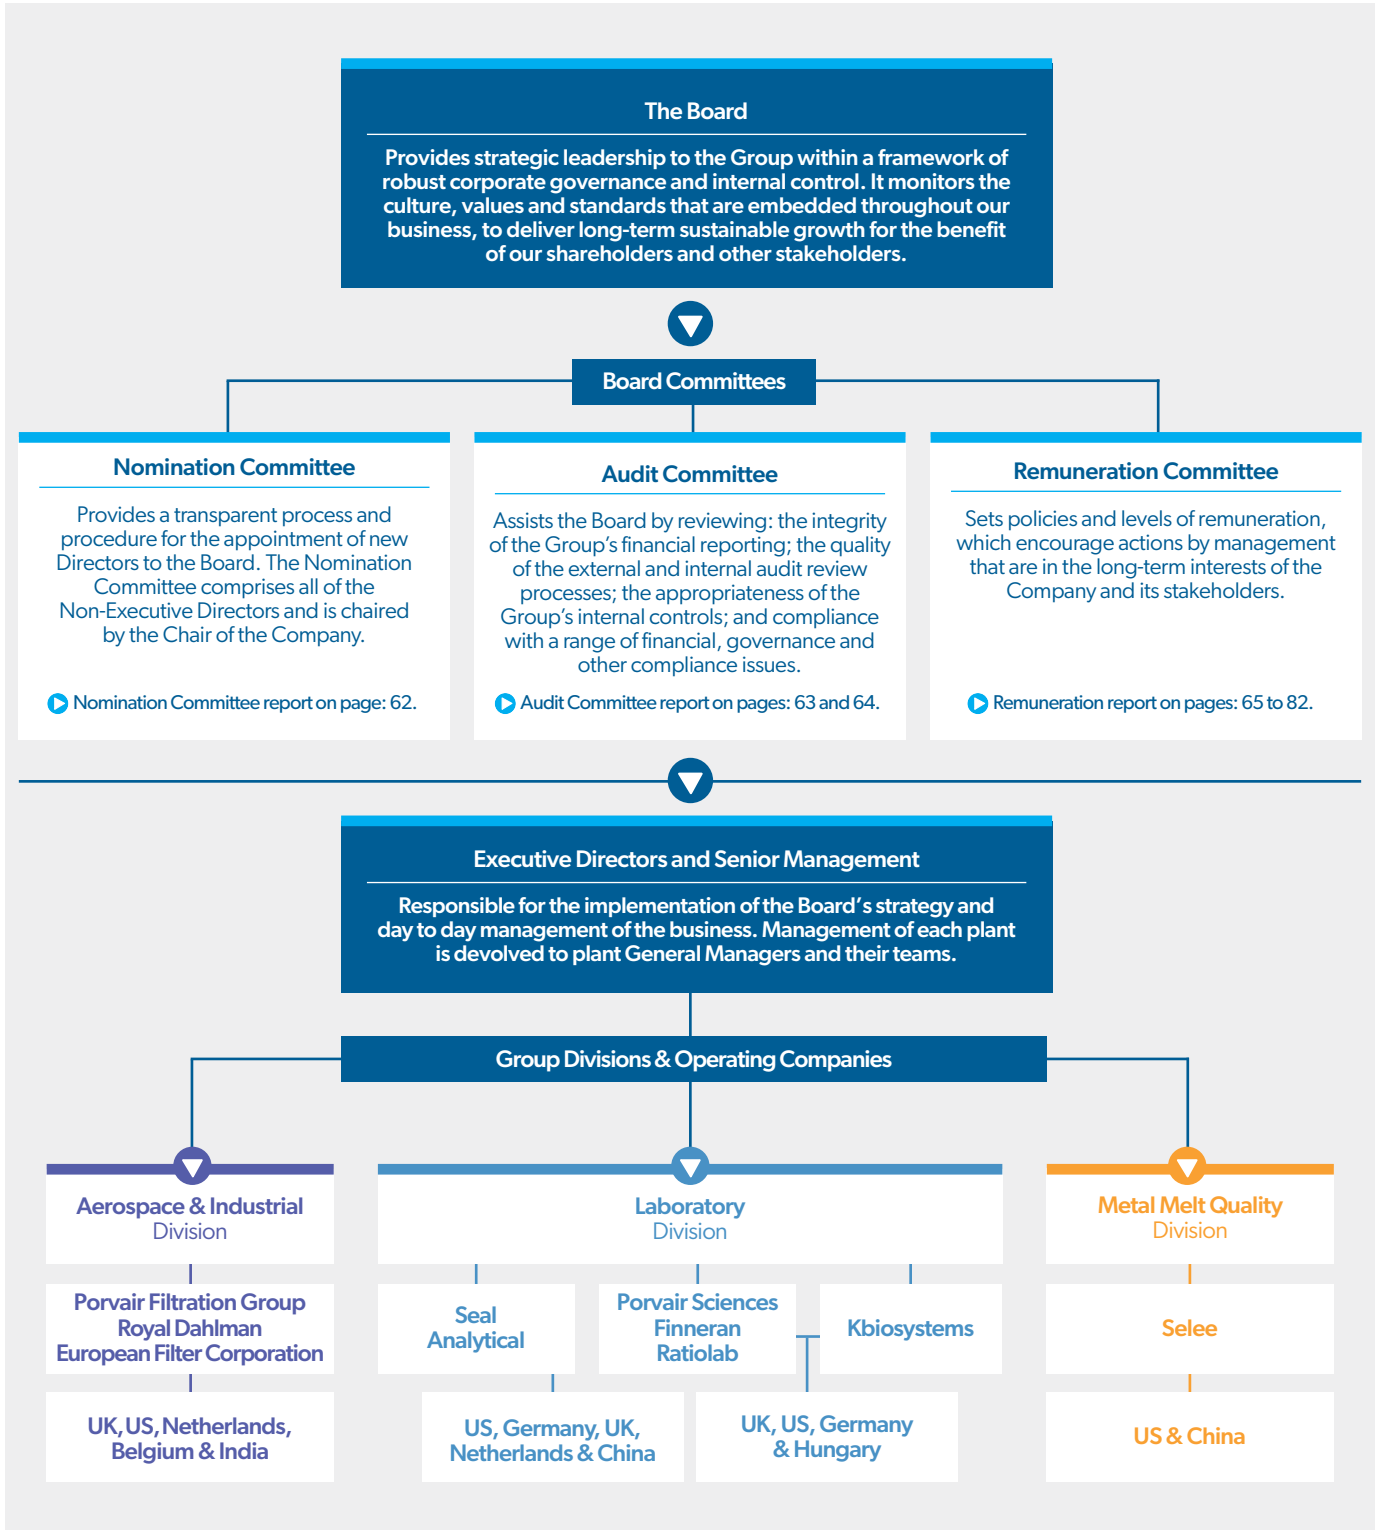 The Board
Provides strategic leadership to the Group within a framework of
robust corporate governance and internal control. It monitors the
culture, values and standards that are embedded throughout our
business, to deliver long-term sustainable growth for the benefit
of our shareholders and other stakeholders.
Board Committees
Nomination Committee
Provides a transparent process and
procedure for the appointment of new
Directors to the Board. The Nomination
Committee comprises all of the
Non-Executive Directors and is chaired
by the Chair of the Company.
Nomination Committee report on page: 62.
Audit Committee
Assists the Board by reviewing: the integrity
of the Group's financial reporting; the quality
of the external and internal audit review
processes; the appropriateness of the
Group's internal controls; and compliance
with a range of financial, governance and
other compliance issues.
Audit Committee report on pages: 63 and 64.
Remuneration Committee
Sets policies and levels of remuneration,
which encourage actions by management
that are in the long-term interests of the
Company and its stakeholders.
Remuneration report on pages: 65 to 82.
Executive Directors and Senior Management
Responsible for the implementation of the Board's strategy and
day to day management of the business. Management of each plant
is devolved to plant General Managers and their teams.
Group Divisions & Operating Companies
Aerospace & Industrial
Division
Porvair Filtration Group
Royal Dahlman
European Filter Corporation
UK, US, Netherlands,
Belgium & India
Laboratory
Division
Seal
Analytical
Porvair Sciences
Finneran
Ratiolab
Kbiosystems
US, Germany, UK,
Netherlands & China
UK, US, Germany
& Hungary
Metal Melt Quality
Division
Selee
US & China